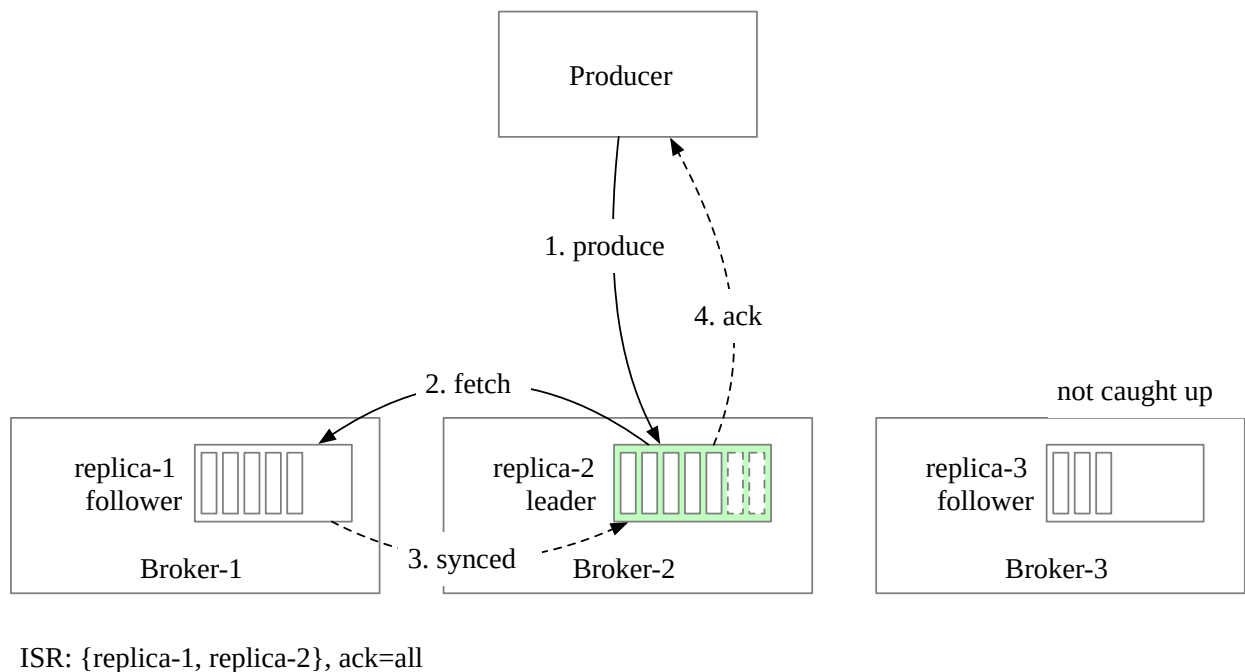 Producer
1. produce
4. ack
2. fetch
not caught up
replica-1
follower
replica-2
leader
replica-3
follower
3. synced
Broker-1
Broker-2
Broker-3
ISR: {replica-1, replica-2}, ack=all